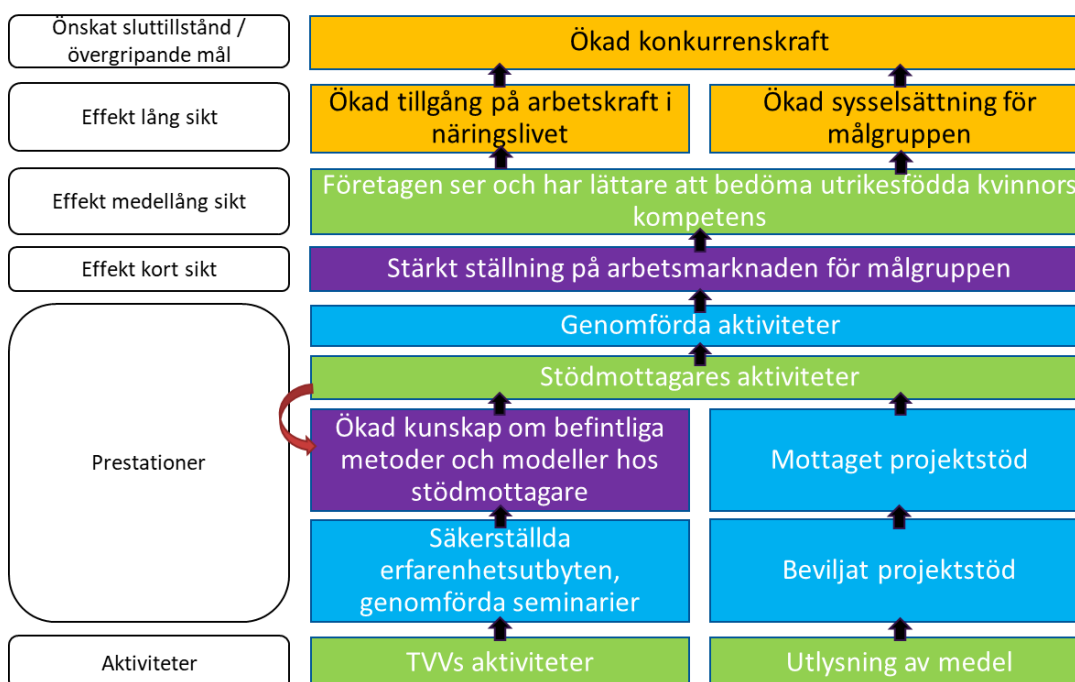 Önskat sluttillstånd /
övergripande mål
Ökad konkurrenskraft
Effekt lång sikt
Ökad tillgång på arbetskraft i
näringslivet
Ökad sysselsättning för
målgruppen
Effekt medellång sikt
Företagen ser och har lättare att bedöma utrikesfödda kvinnors
kompetens
Effekt kort sikt
Stärkt ställning på arbetsmarknaden för målgruppen
Genomförda aktiviteter
Stödmottagares aktiviteter
Prestationer
Ökad kunskap om befintliga
metoder och modeller hos
stödmottagare
Mottaget projektstöd
Säkerställda
erfarenhetsutbyten,
genomförda seminarier
Beviljat projektstöd
Aktiviteter
TVVs aktiviteter
Utlysning av medel